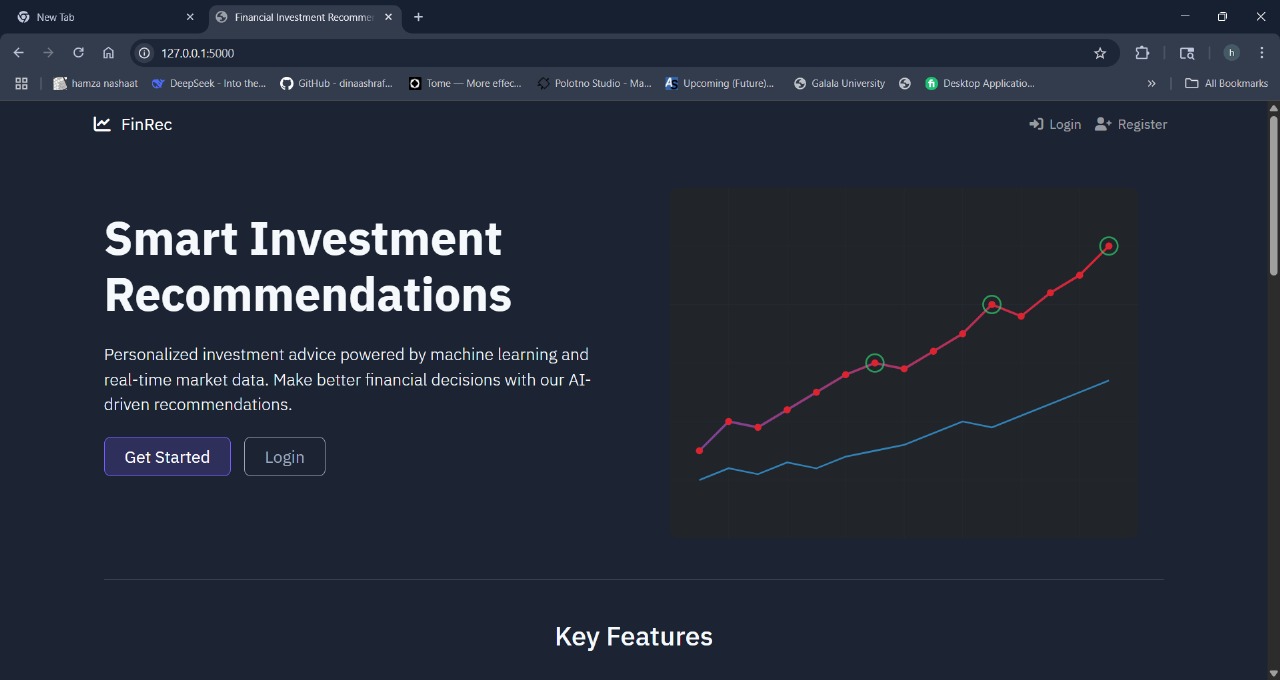 New Tab
Financial Investment Recomme
127.0.0.1:5000
h
hamza nashaat
DeepSeek - Into the...
GitHub - dinaashraf...
Tome — More effec...
Polotno Studio - Ma...
Upcoming (Future)...
Galala University
Desktop Applicatio...
All Bookmarks
FinRec
Login
Register
Smart Investment
Recommendations
Personalized investment advice powered by machine learning and
real-time market data. Make better financial decisions with our AI-
driven recommendations.
Get Started
Login
Key Features